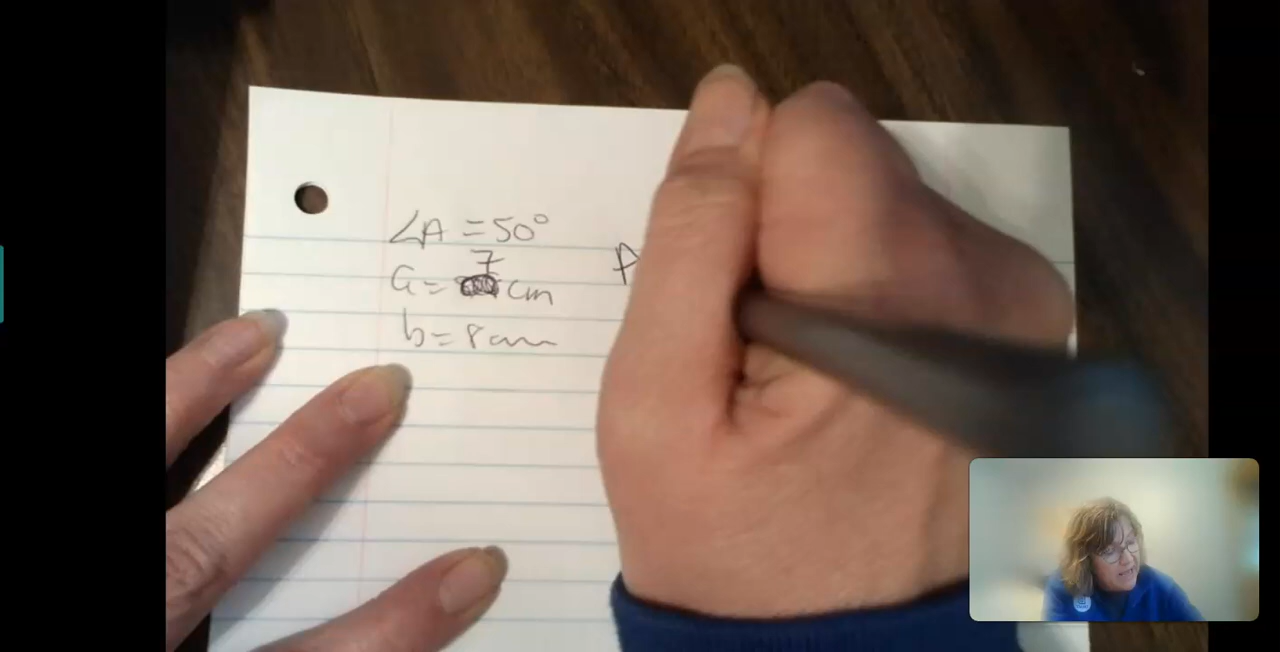 ∠A = 50°
7
a = cm
b = 8 cm
A